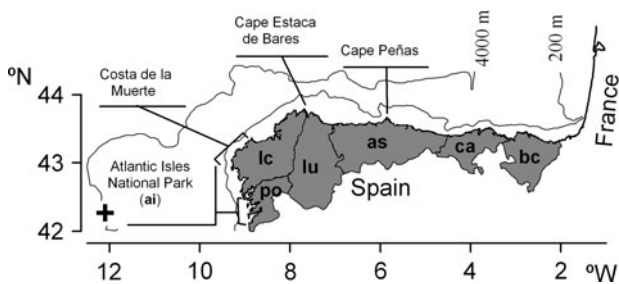 Cape Estaca
de Bares
Cape Peñas
4000 m
200 m
ºN
Costa de la
Muerte
44
France
Atlantic Isles
National Park
(ai)
43
lc
lu
as
ca
bc
po
Spain
42
12 10 8 6 4 2 ºW